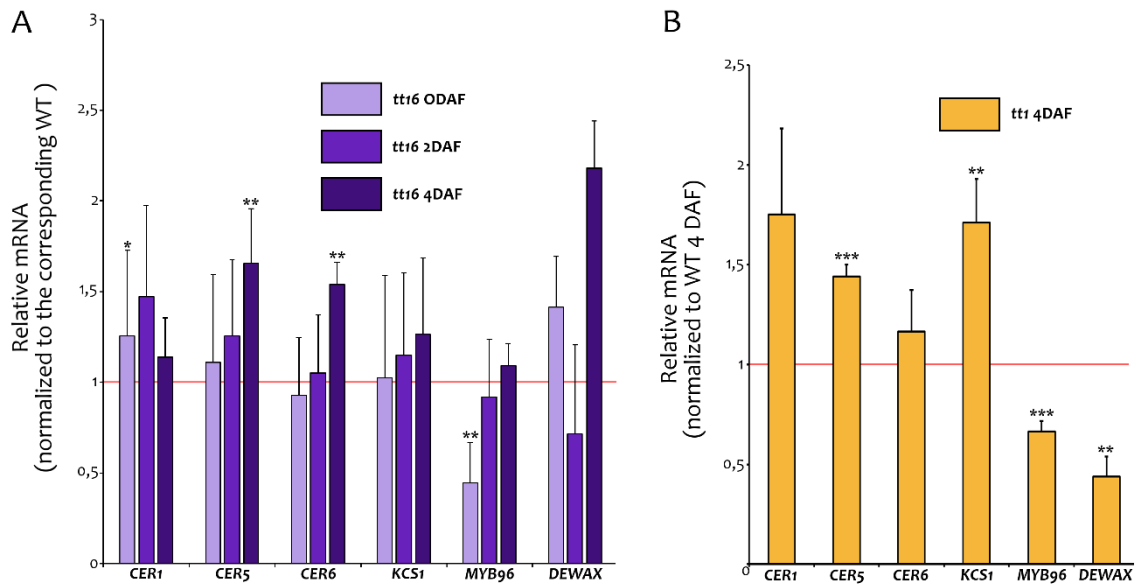 A
Relative mRNA
(normalized to the corresponding WT )
3
2,5
2
1,5
1
0,5
0
tt16 0DAF
tt16 2DAF
tt16 4DAF
*
**
**
**
CER1 CER5 CER6 KCS1 MYB96 DEWAX
B
Relative mRNA
(normalized to WT 4 DAF)
2,5
2
1,5
1
0,5
0
tt1 4DAF
***
**
***
**
CER1 CER5 CER6 KCS1 MYB96 DEWAX